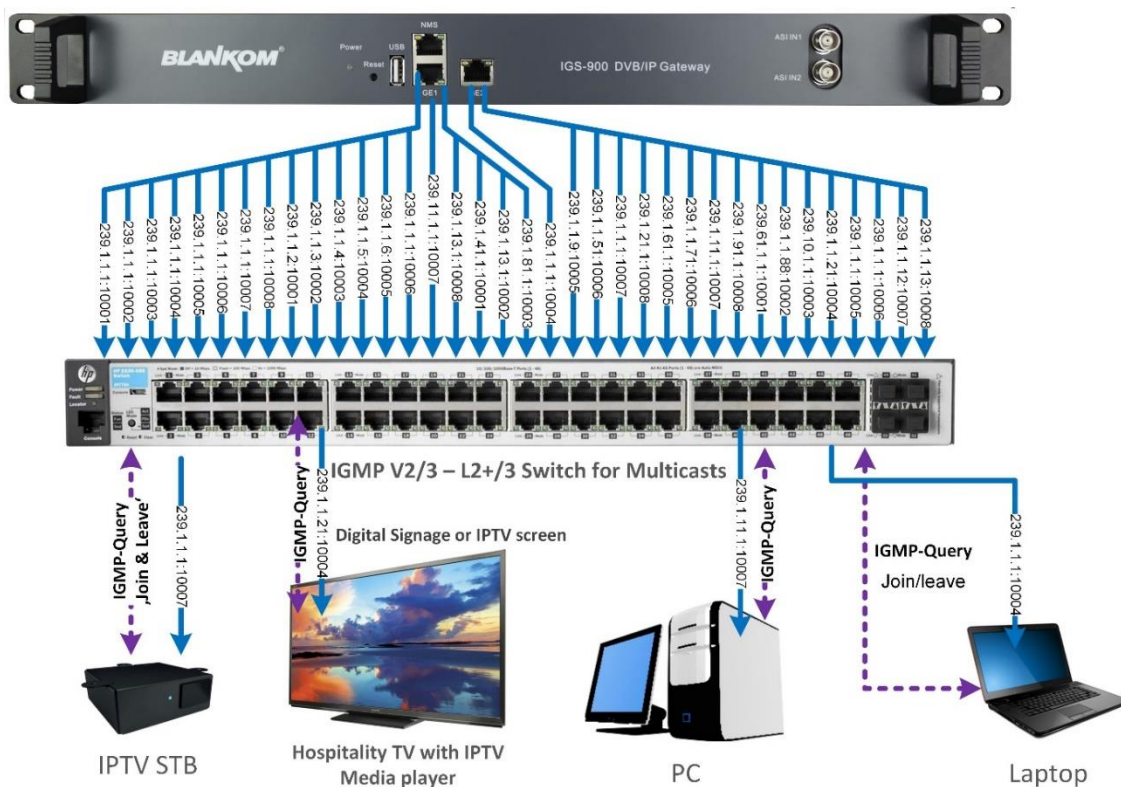 BLANKOM®
Power
Reset
USB
NMS
GE1
IGS-900 DVB/IP Gateway
ASI IN1
ASI IN2
239.1.1.1:10001
239.1.1.1:10002
239.1.1.1:10003
239.1.1.1:10004
239.1.1.1:10005
239.1.1.1:10006
239.1.1.1:10007
239.1.1.1:10008
239.1.1.2:10001
239.1.1.3:10002
239.1.1.4:10003
239.1.1.5:10004
239.1.1.6:10005
239.1.1.1:10006
239.11.1.1:10007
239.1.13.1:10008
239.1.41.1:10001
239.1.13.1:10002
239.1.81.1:10003
239.1.1.1:10004
239.1.1.9:10005
239.1.1.51:10006
239.1.1.1:10007
239.1.21.1:10008
239.1.61.1:10005
239.1.1.71:10006
239.1.11.1:10007
239.1.91.1:10008
239.61.1.1:10001
239.1.1.88:10002
239.10.1.1:10003
239.1.1.21:10004
239.1.1.1:10005
239.1.1.1:10006
239.1.1.12:10007
239.1.1.13:10008
hp
Power
Fault
Locator
Console
IGMP V2/3 – L2+/3 Switch for Multicasts
IGMP-Query
‚Join & Leave‘
239.1.1.1:10007
IGMP-Query
239.1.1.21:10004
Digital Signage or IPTV screen
239.1.11.1:10007
IGMP-Query
IGMP-Query
Join/leave
239.1.1.1:10004
IPTV STB
Hospitality TV with IPTV
Media player
PC
Laptop